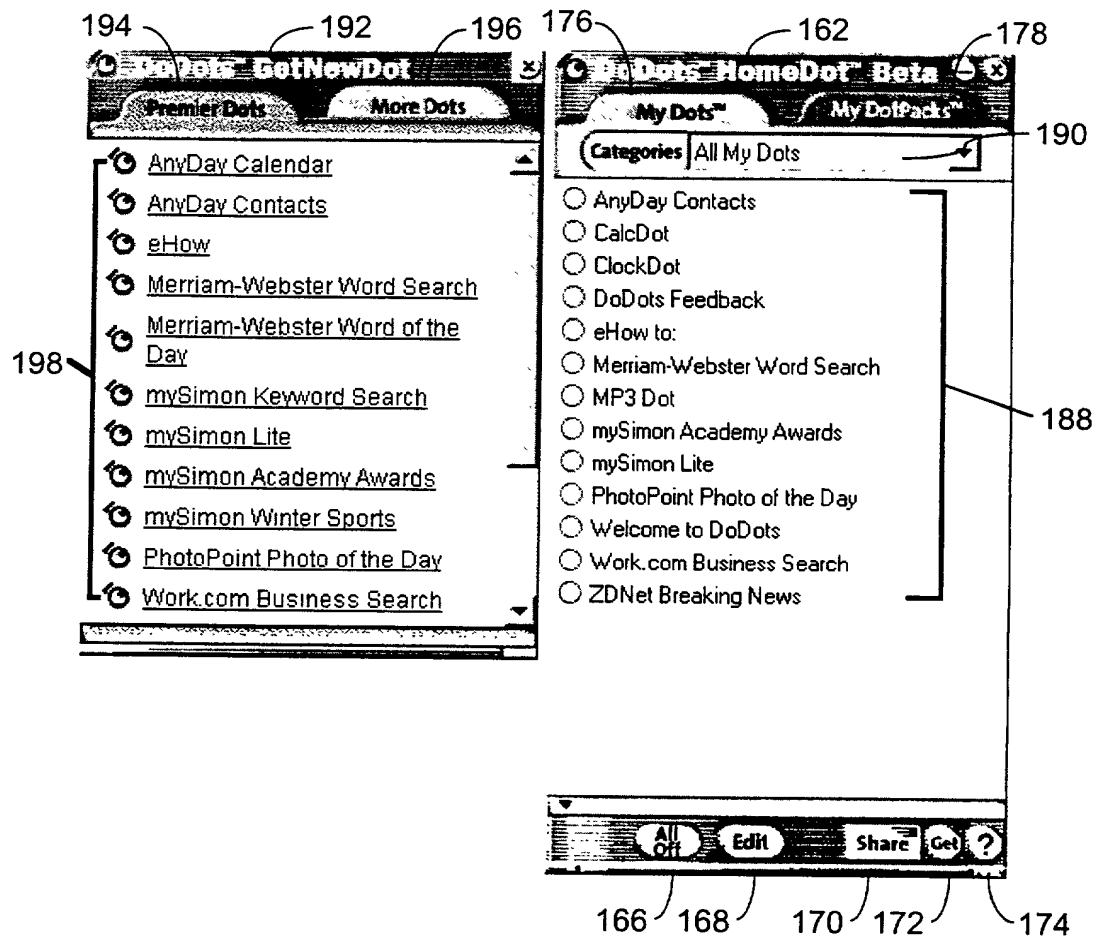 194 192 196
DoDots™ GetNewDot
Premier Dots More Dots
AnyDay Calendar
AnyDay Contacts
eHow
Merriam-Webster Word Search
Merriam-Webster Word of the
Day
mySimon Keyword Search
mySimon Lite
mySimon Academy Awards
mySimon Winter Sports
PhotoPoint Photo of the Day
Work.com Business Search
198
176 162 178
DoDots™ HomeDot™ Beta
My Dots™ My DotPacks™
190
Categories All My Dots
AnyDay Contacts
CalcDot
ClockDot
DoDots Feedback
eHow to:
Merriam-Webster Word Search
MP3 Dot
mySimon Academy Awards
mySimon Lite
PhotoPoint Photo of the Day
Welcome to DoDots
Work.com Business Search
ZDNet Breaking News
188
All Off Edit Share Get ?
166 168 170 172 174